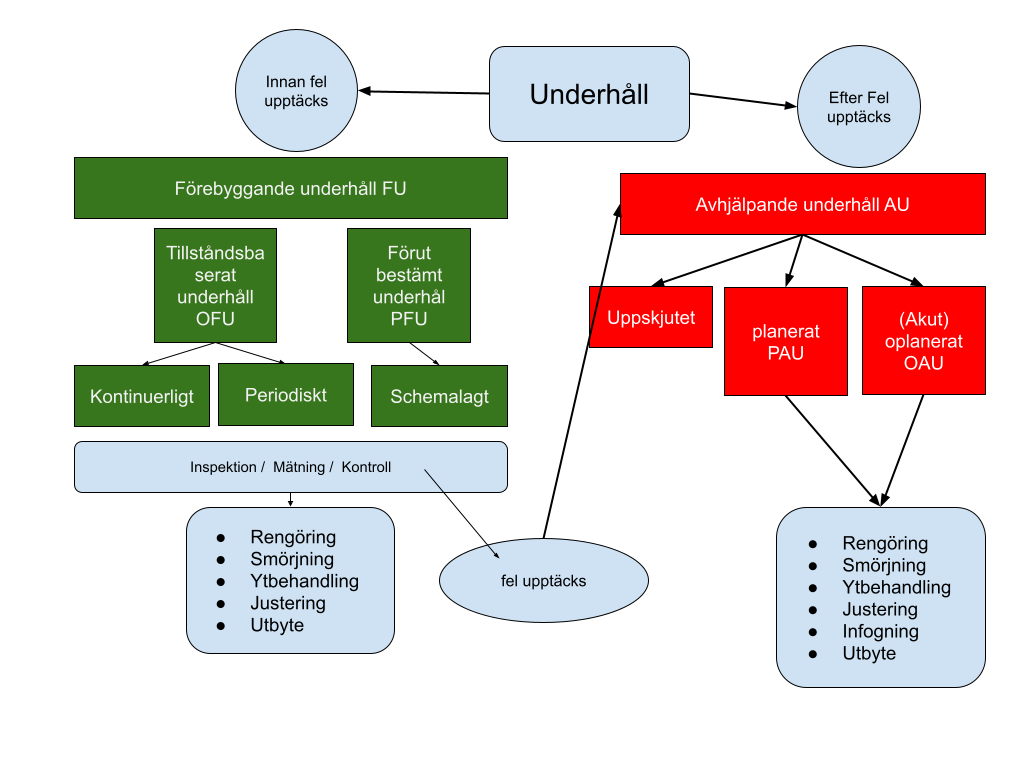 Underhåll
Innan fel
upptäcks
Efter Fel
upptäcks
Förebyggande underhåll FU
Tillståndsba
serat
underhåll
OFU
Förut
bestämt
underhål
PFU
Kontinuerligt
Periodiskt
Schemalagt
Inspektion / Mätning / Kontroll
● Rengöring
● Smörjning
● Ytbehandling
● Justering
● Utbyte
fel upptäcks
Avhjälpande underhåll AU
Uppskjutet
planerat
PAU
(Akut)
oplanerat
OAU
● Rengöring
● Smörjning
● Ytbehandling
● Justering
● Infogning
● Utbyte